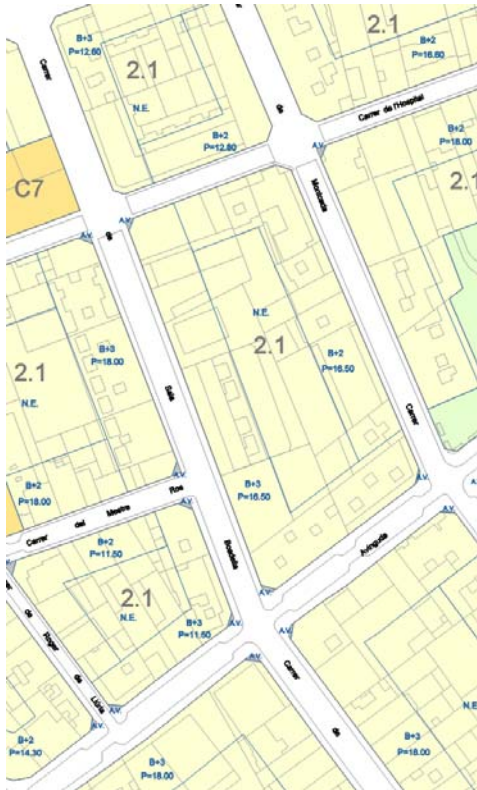 B+3
P=12.60
2.1
N.E.
B+2
P=12.80
2.1
B+2
P=16.60
Carrer
de
Carrer de l'Hospital
A.V.
B+2
P=18.00
2.1
C7
A.V.
A.V.
de
Montcada
B+3
P=18.00
2.1
N.E.
N.E.
2.1
B+2
P=16.50
Carrer
B+2
P=18.00
A.V.
B+3
P=16.50
A.V.
A.V.
A.V.
Carrer del Mestre Ros
B+2
P=11.50
Boadella
Avinguda
A.V.
2.1
N.E.
B+3
P=11.50
A.V.
A.V.
A.V.
de Roger de Llúria
A.V.
A.V.
A.V.
Carrer
de
B+2
P=14.30
B+3
P=18.00
B+3
P=18.00
N.E.